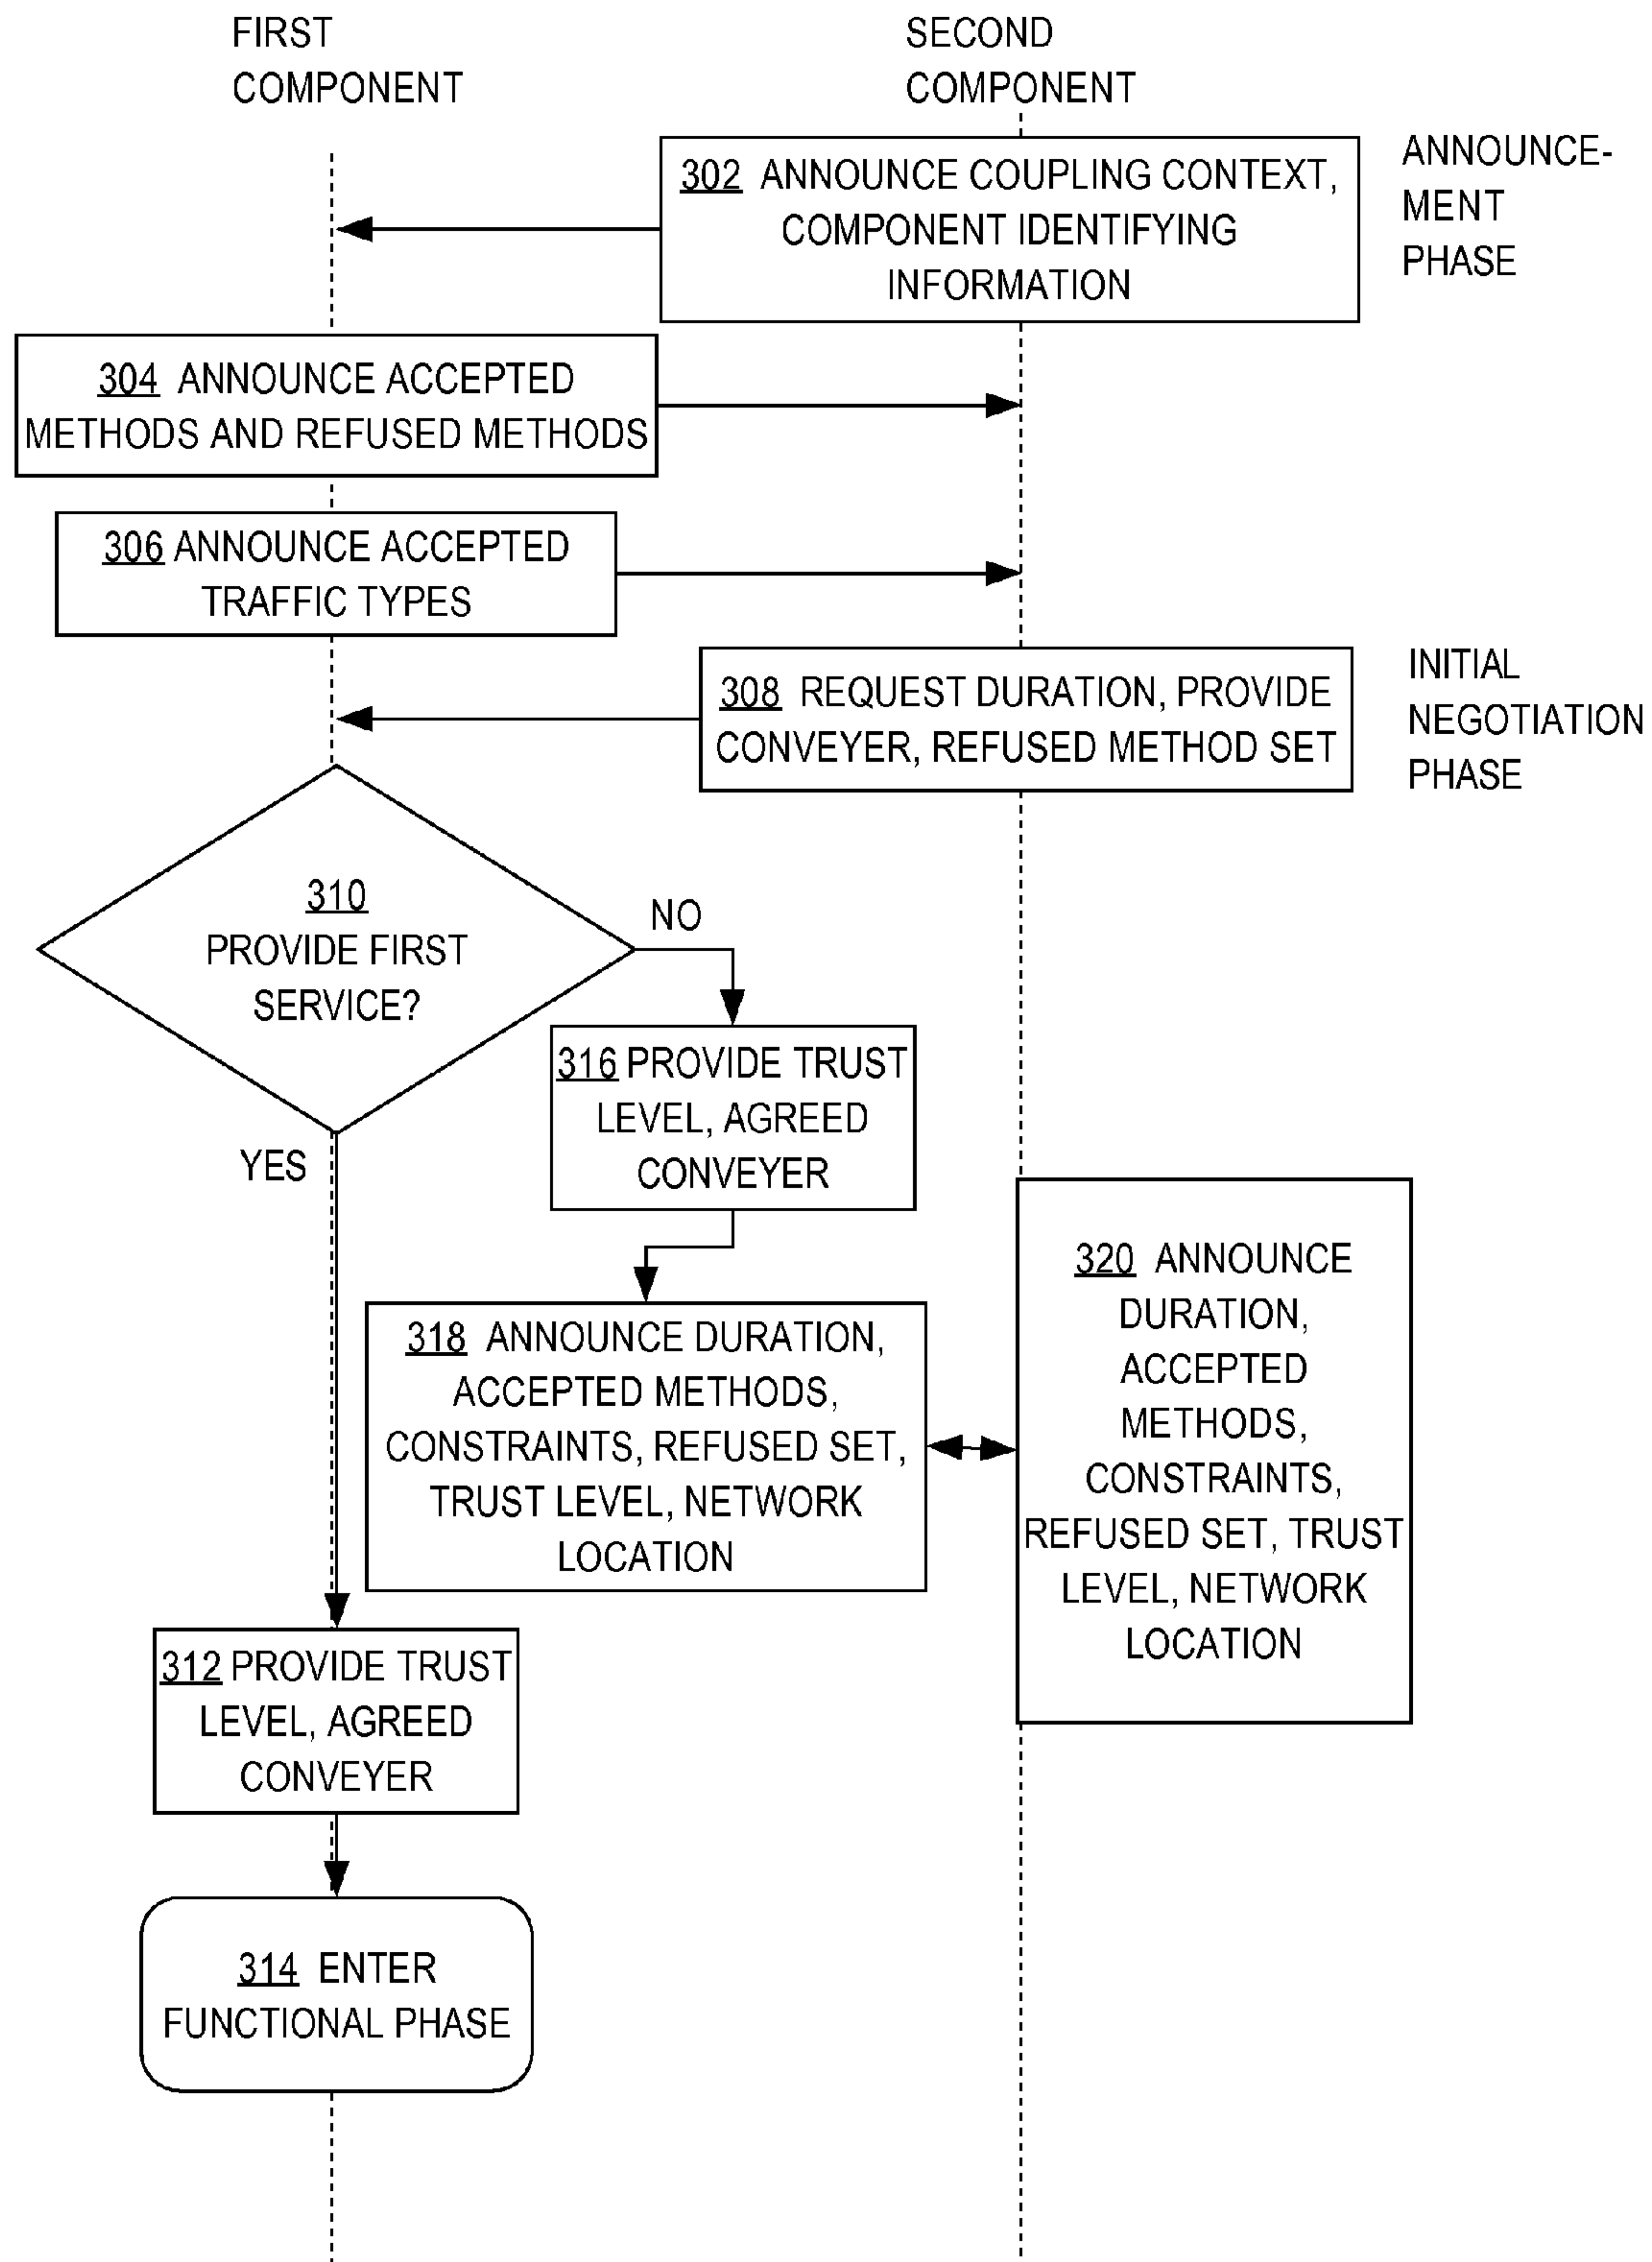 FIRST
COMPONENT
SECOND
COMPONENT
302 ANNOUNCE COUPLING CONTEXT,
COMPONENT IDENTIFYING
INFORMATION
ANNOUNCE-
MENT
PHASE
304 ANNOUNCE ACCEPTED
METHODS AND REFUSED METHODS
306 ANNOUNCE ACCEPTED
TRAFFIC TYPES
308 REQUEST DURATION, PROVIDE
CONVEYER, REFUSED METHOD SET
INITIAL
NEGOTIATION
PHASE
310
PROVIDE FIRST
SERVICE?
NO
YES
316 PROVIDE TRUST
LEVEL, AGREED
CONVEYER
318 ANNOUNCE DURATION,
ACCEPTED METHODS,
CONSTRAINTS, REFUSED SET,
TRUST LEVEL, NETWORK
LOCATION
320 ANNOUNCE
DURATION,
ACCEPTED
METHODS,
CONSTRAINTS,
REFUSED SET, TRUST
LEVEL, NETWORK
LOCATION
312 PROVIDE TRUST
LEVEL, AGREED
CONVEYER
314 ENTER
FUNCTIONAL PHASE